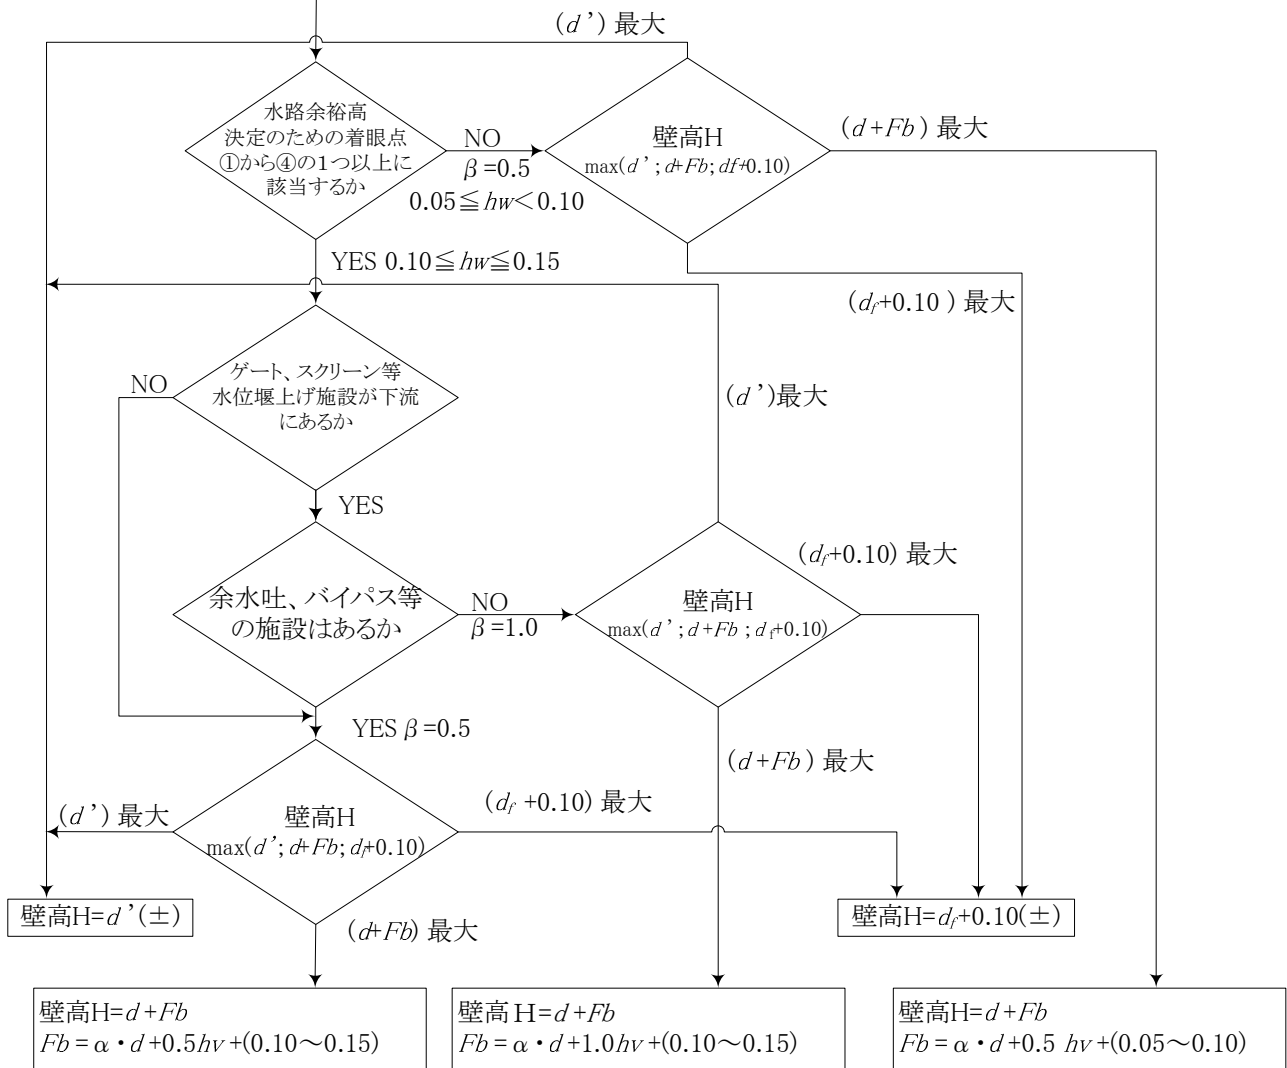 (d’) 最大
水路余裕高
決定のための着眼点
①から④の1つ以上に
該当するか
NO
β=0.5
0.05≦hw<0.10
壁高H
max(d’; d+Fb; df+0.10)
(d+Fb) 最大
YES 0.10≦hw≦0.15
(df+0.10) 最大
ゲート、スクリーン等
水位堰上げ施設が下流
にあるか
NO
(d’)最大
YES
余水吐、バイパス等
の施設はあるか
NO
β=1.0
壁高H
max(d’; d+Fb; df+0.10)
(df+0.10) 最大
YES β=0.5
(d+Fb) 最大
(d’) 最大
壁高H
max(d’; d+Fb; df+0.10)
(df+0.10) 最大
壁高H=d’(±)
(d+Fb) 最大
壁高H=df+0.10(±)
壁高H=d+Fb
Fb=α・d+0.5hv+(0.10～0.15)
壁高H=d+Fb
Fb=α・d+1.0hv+(0.10～0.15)
壁高H=d+Fb
Fb=α・d+0.5 hv+(0.05～0.10)